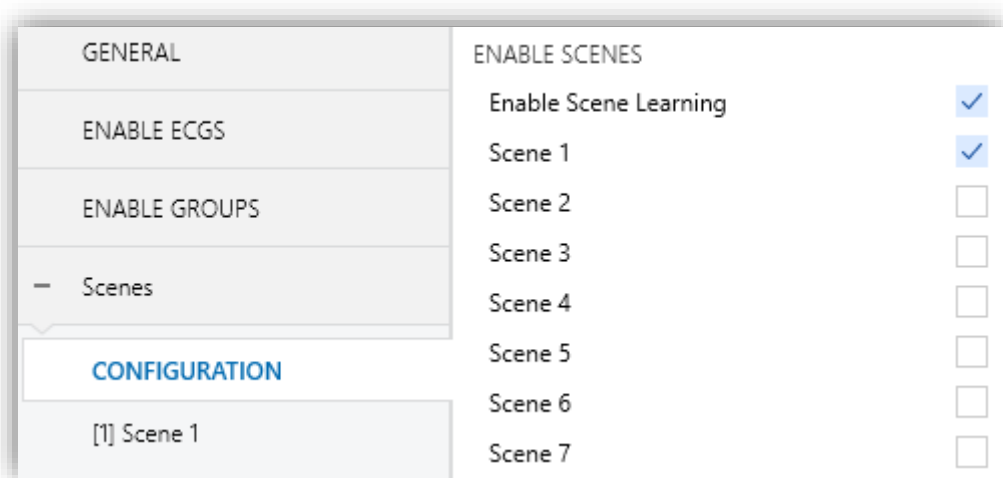 GENERAL
ENABLE ECGS
ENABLE GROUPS
Scenes
CONFIGURATION
[1] Scene 1
ENABLE SCENES
Enable Scene Learning
Scene 1
Scene 2
Scene 3
Scene 4
Scene 5
Scene 6
Scene 7